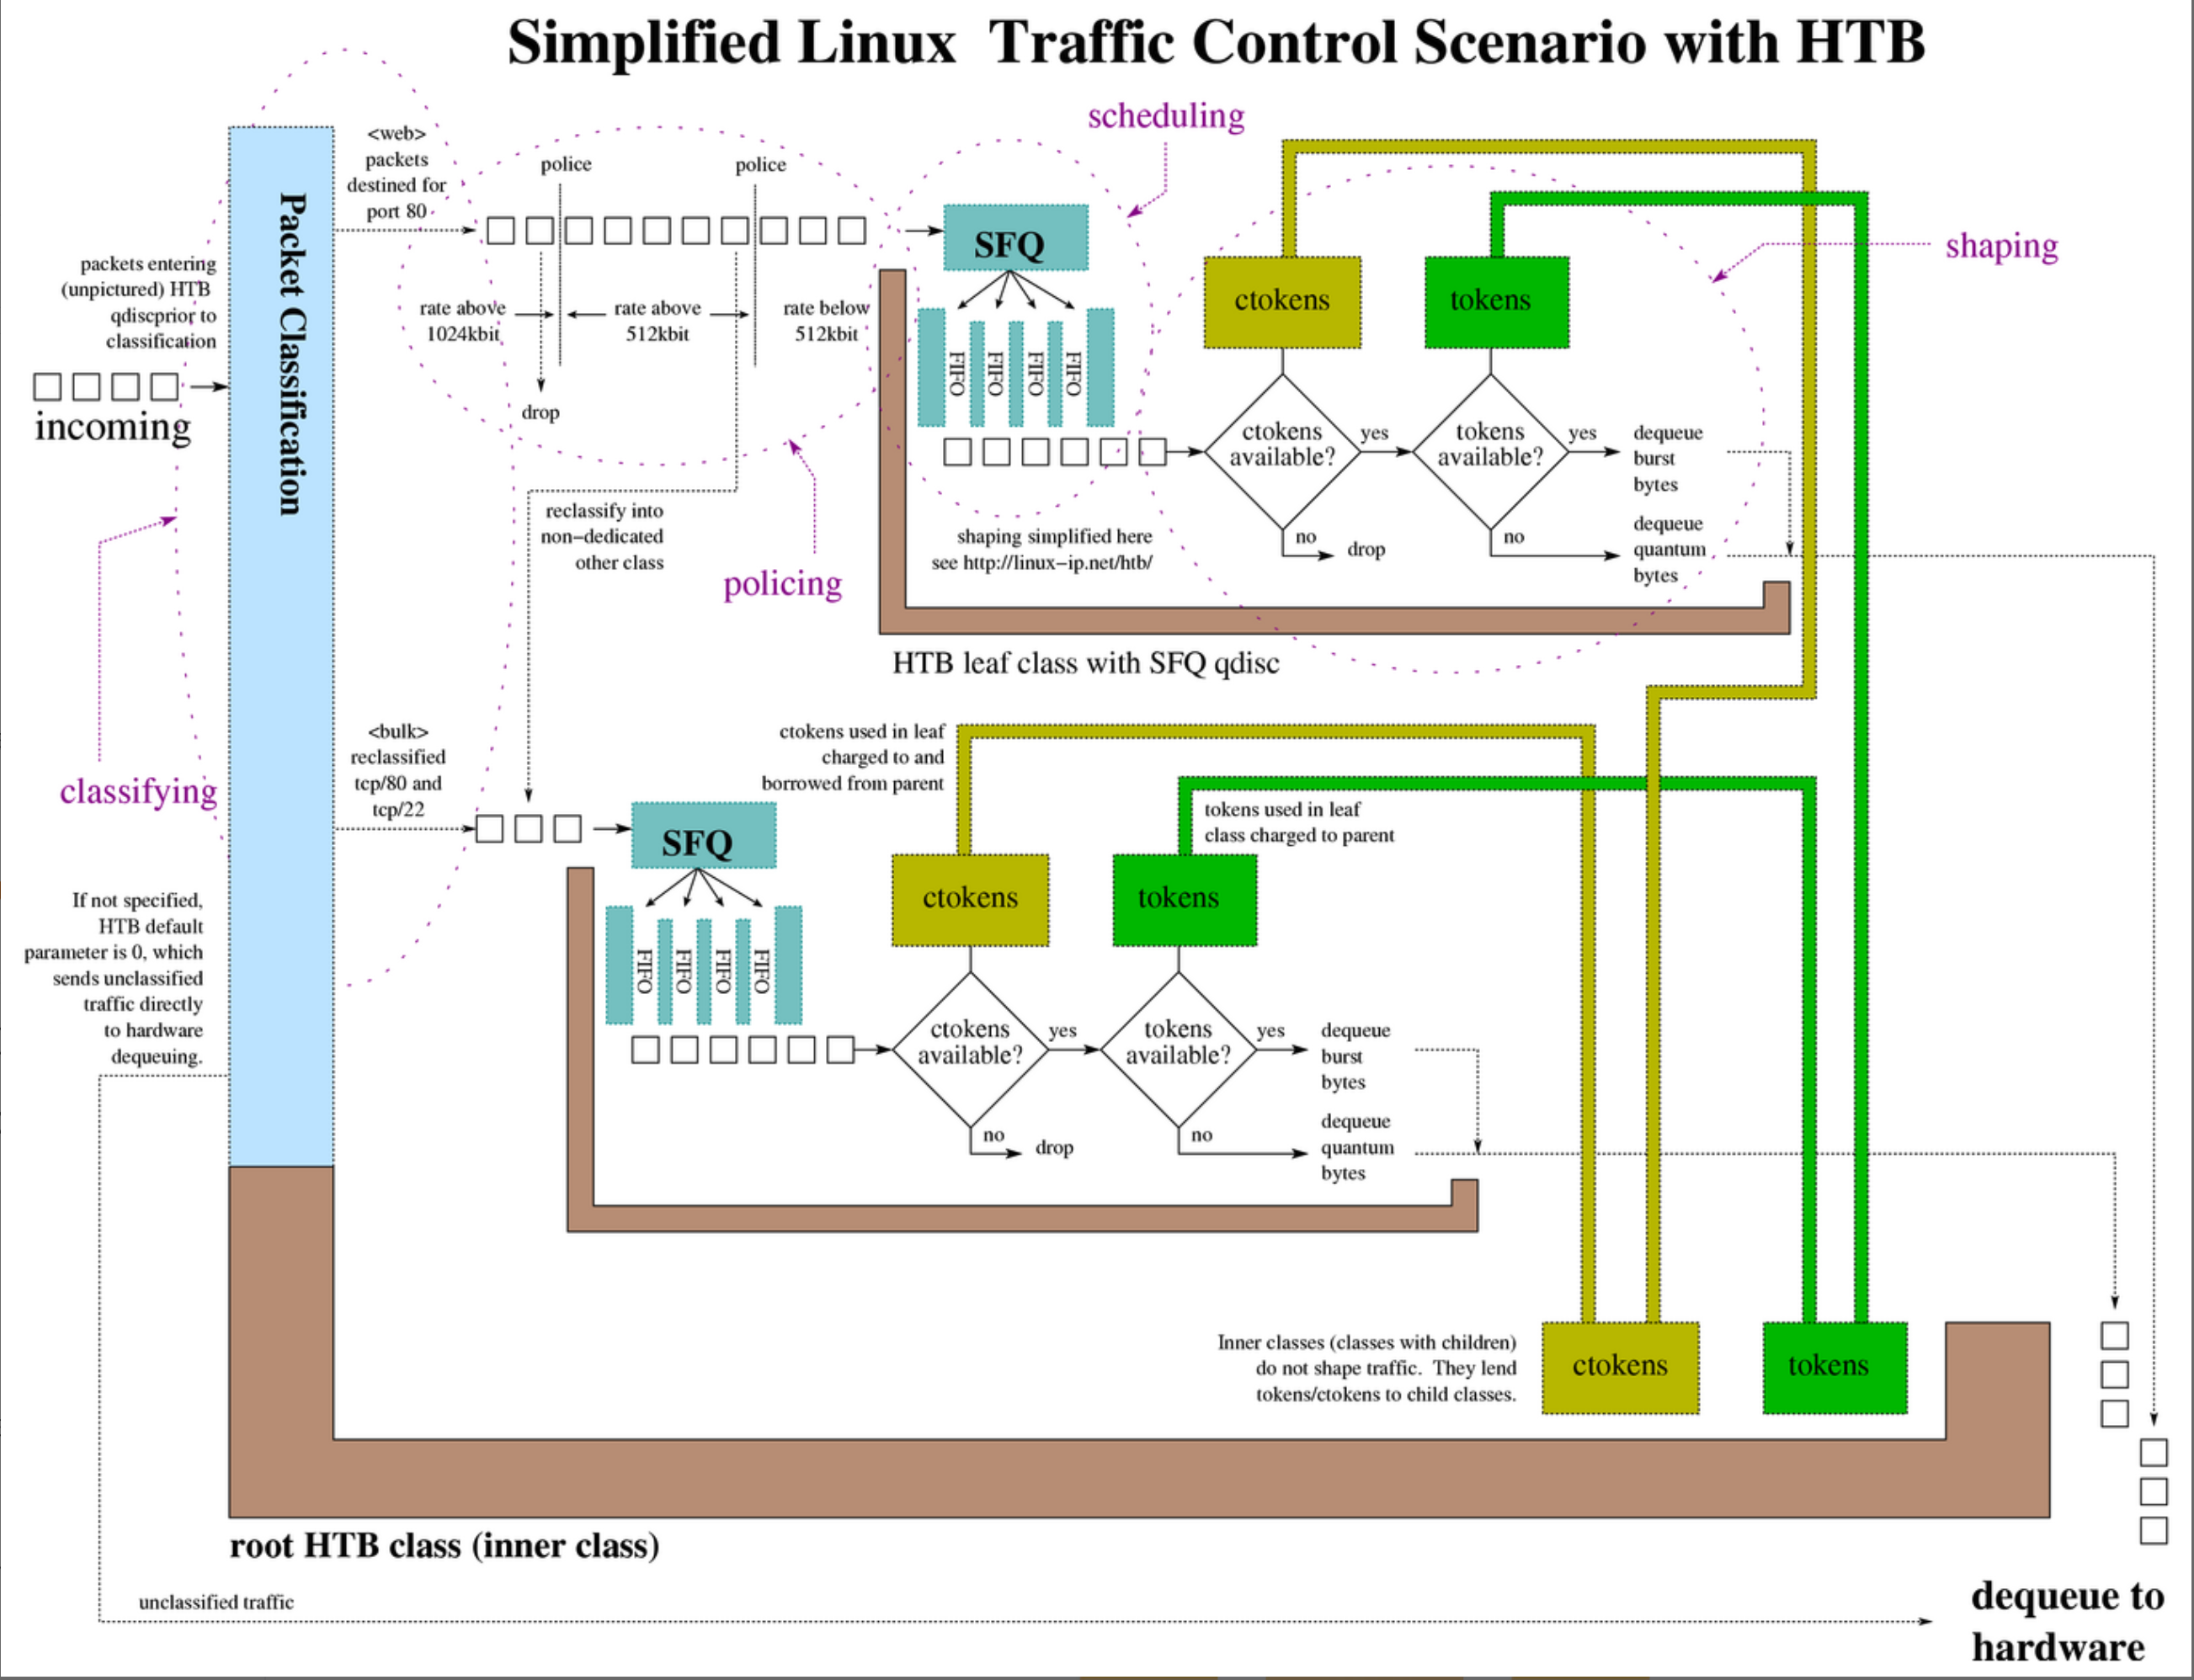 Simplified Linux Traffic Control Scenario with HTB
scheduling
shaping
Packet Classification
<web>
packets
destined for
port 80
police
police
packets entering
(unpictured) HTB
qdiscprior to
classification
incoming
rate above
1024kbit
rate above
512kbit
rate below
512kbit
drop
SFQ
FIFO
FIFO
FIFO
FIFO
ctokens
tokens
ctokens
available?
yes
tokens
available?
yes
dequeue
burst
bytes
no
drop
no
dequeue
quantum
bytes
shaping simplified here
see http://linux-ip.net/htb/
reclassify into
non-dedicated
other class
policing
HTB leaf class with SFQ qdisc
classifying
<bulk>
reclassified
tcp/80 and
tcp/22
ctokens used in leaf
charged to and
borrowed from parent
tokens used in leaf
class charged to parent
SFQ
FIFO
FIFO
FIFO
FIFO
ctokens
tokens
ctokens
available?
yes
tokens
available?
yes
dequeue
burst
bytes
no
drop
no
dequeue
quantum
bytes
If not specified,
HTB default
parameter is 0, which
sends unclassified
traffic directly
to hardware
dequeuing.
Inner classes (classes with children)
do not shape traffic. They lend
tokens/ctokens to child classes.
ctokens
tokens
root HTB class (inner class)
unclassified traffic
dequeue to
hardware